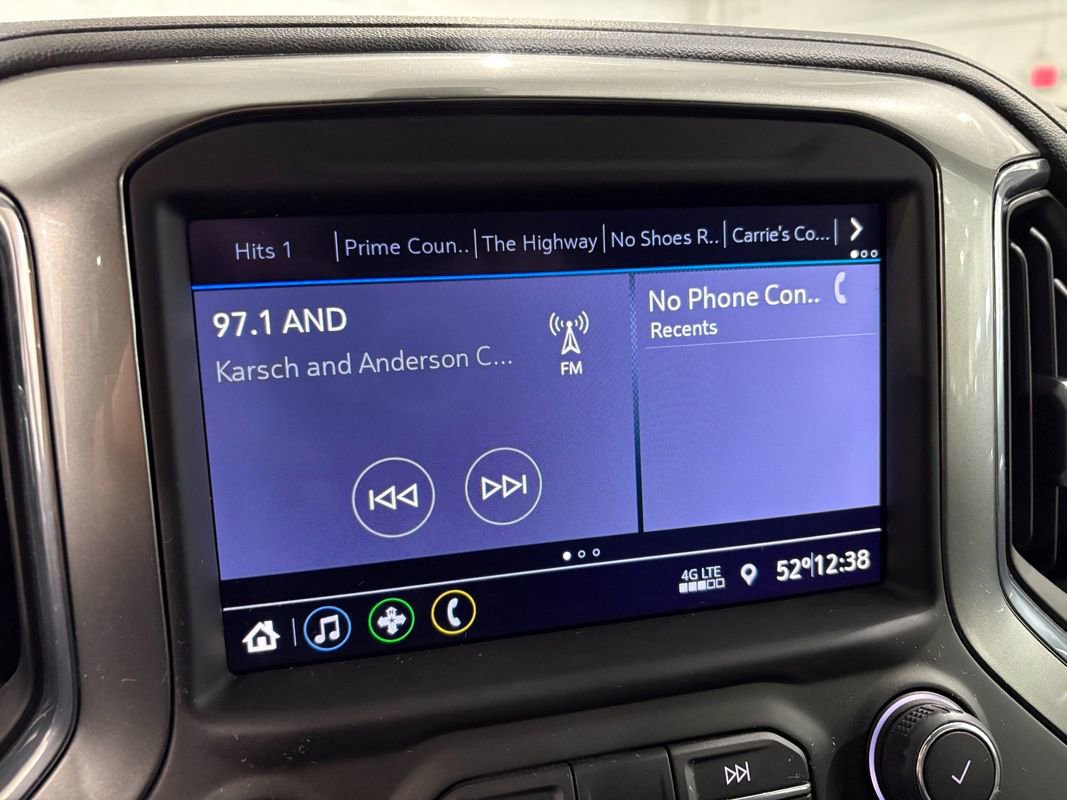 Hits 1 Prime Coun.. The Highway No Shoes R.. Carrie's Co...
97.1 AND
Karsch and Anderson C...
FM
No Phone Con..
Recents
4G LTE
52° 12:38